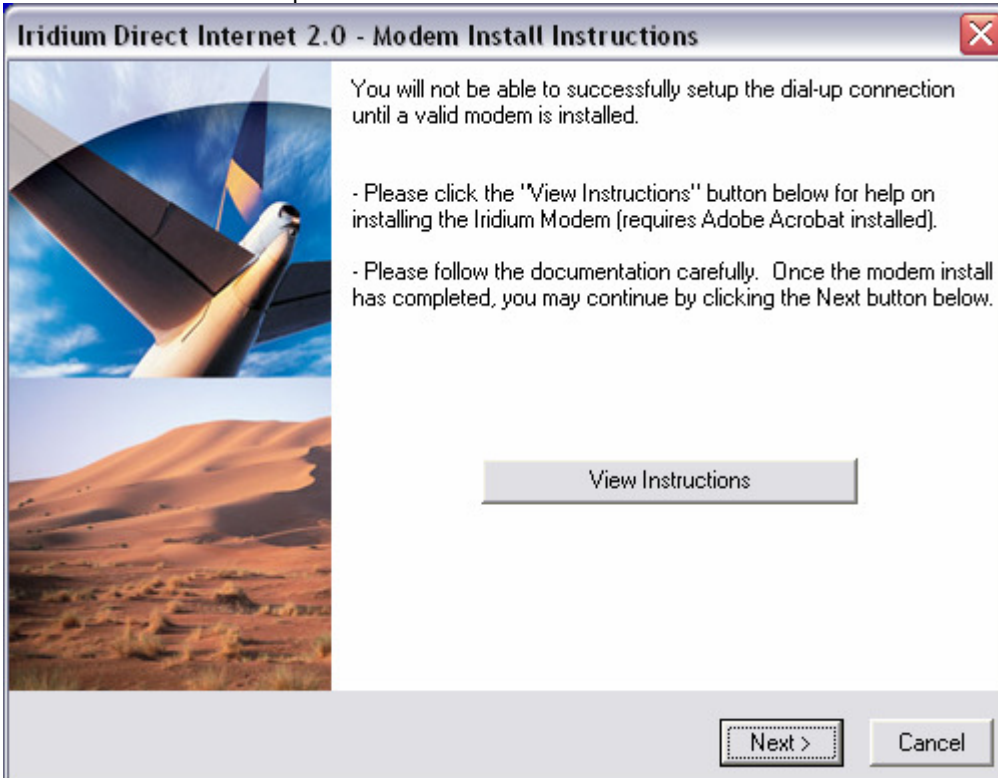 Iridium Direct Internet 2.0 - Modem Install Instructions
You will not be able to successfully setup the dial-up connection
until a valid modem is installed.
- Please click the "View Instructions" button below for help on
installing the Iridium Modem (requires Adobe Acrobat installed).
- Please follow the documentation carefully.  Once the modem install
has completed, you may continue by clicking the Next button below.
View Instructions
Next >
Cancel